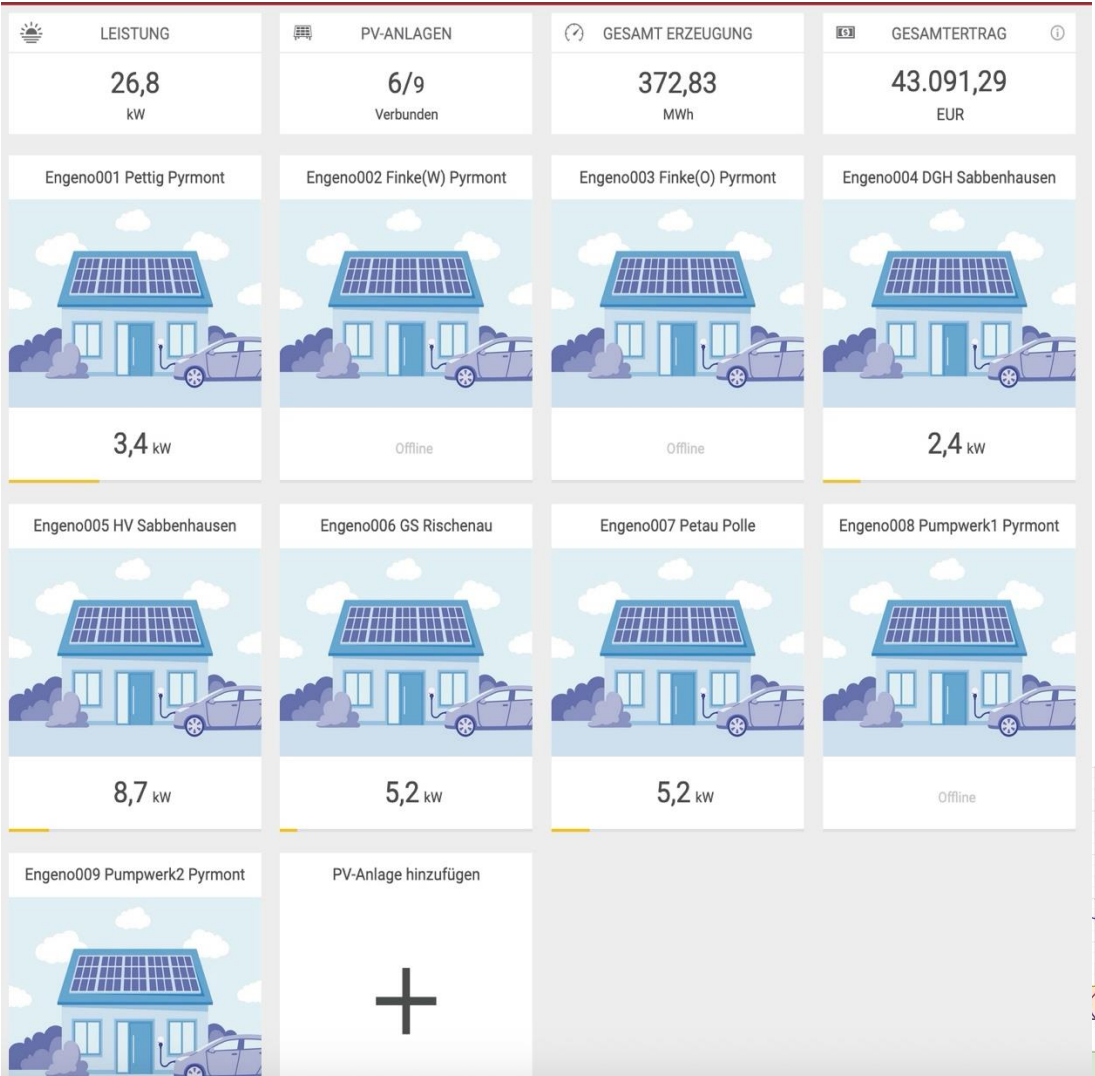 LEISTUNG
26,8
kW
PV-ANLAGEN
6/9
Verbunden
GESAMT ERZEUGUNG
372,83
MWh
GESAMTERTRAG
43.091,29
EUR
Engeno001 Pettig Pyrmont
3,4 kW
Engeno002 Finke(W) Pyrmont
Offline
Engeno003 Finke(O) Pyrmont
Offline
Engeno004 DGH Sabbenhausen
2,4 kW
Engeno005 HV Sabbenhausen
8,7 kW
Engeno006 GS Rischenau
5,2 kW
Engeno007 Petau Polle
5,2 kW
Engeno008 Pumpwerk1 Pyrmont
Offline
Engeno009 Pumpwerk2 Pyrmont
PV-Anlage hinzufügen